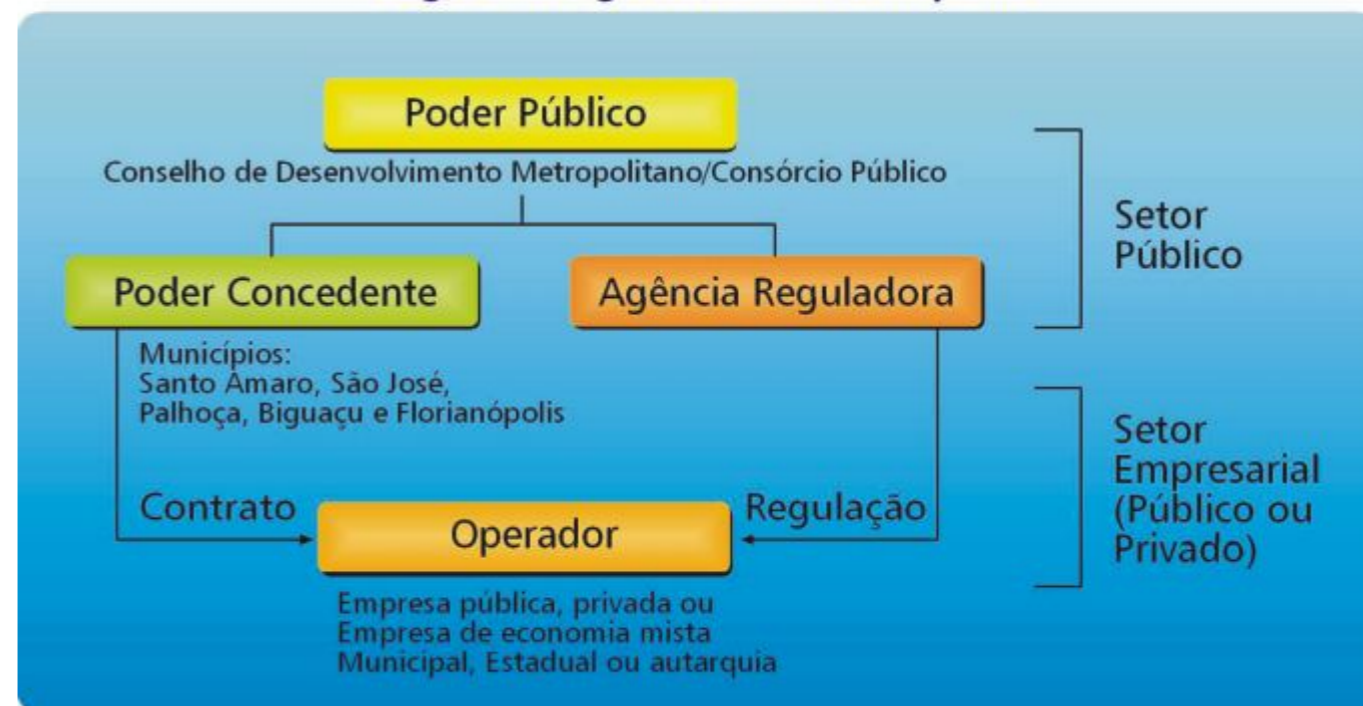 Poder Público
Conselho de Desenvolvimento Metropolitano/Consórcio Público
Setor
Público
Poder Concedente
Agência Reguladora
Municípios:
Santo Amaro, São José,
Palhoça, Biguaçu e Florianópolis
Setor
Empresarial
(Público ou
Privado)
Contrato
Regulação
Operador
Empresa pública, privada ou
Empresa de economia mista
Municipal, Estadual ou autarquia